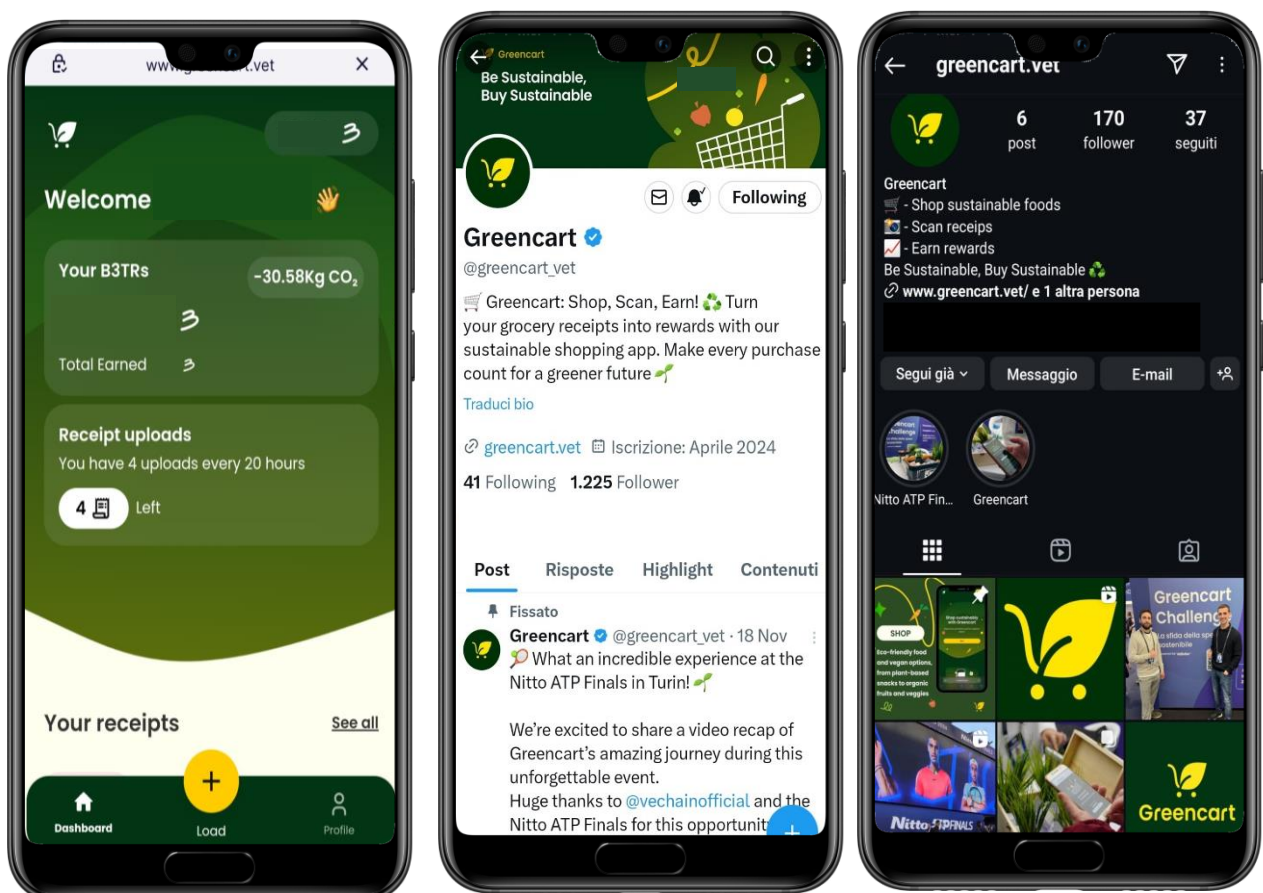 www.greencart.vet
Welcome 👋
Your B3TRs
-30.58Kg CO₂
Total Earned
Receipt uploads
You have 4 uploads every 20 hours
4 Left
Your receipts
See all
+
Dashboard
Load
Profile
Greencart
Be Sustainable,
Buy Sustainable
Following
Greencart
@greencart_vet
🛒 Greencart: Shop, Scan, Earn! ♻️ Turn
your grocery receipts into rewards with our
sustainable shopping app. Make every purchase
count for a greener future 🌱
Traduci bio
greencart.vet Iscrizione: Aprile 2024
41 Following 1.225 Follower
Post Risposte Highlight Contenuti
Fissato
Greencart @greencart_vet · 18 Nov
🎾 What an incredible experience at the
Nitto ATP Finals in Turin! 🌱
We’re excited to share a video recap of
Greencart’s amazing journey during this
unforgettable event.
Huge thanks to @vechainofficial and the
Nitto ATP Finals for this opportunit
greencart.vet
6 170 37
post follower seguiti
Greencart
🛒 - Shop sustainable foods
📸 - Scan receips
📈 - Earn rewards
Be Sustainable, Buy Sustainable ♻️
www.greencart.vet/ e 1 altra persona
Segui già
Messaggio
E-mail
Nitto ATP Fin...
Greencart
SHOP
Eco-friendly food
and vegan options,
from plant-based
snacks to organic
fruits and veggies
Greencart
Challen
La sfida della spe
sostenibile
Nitto ATP FINALS
Greencart